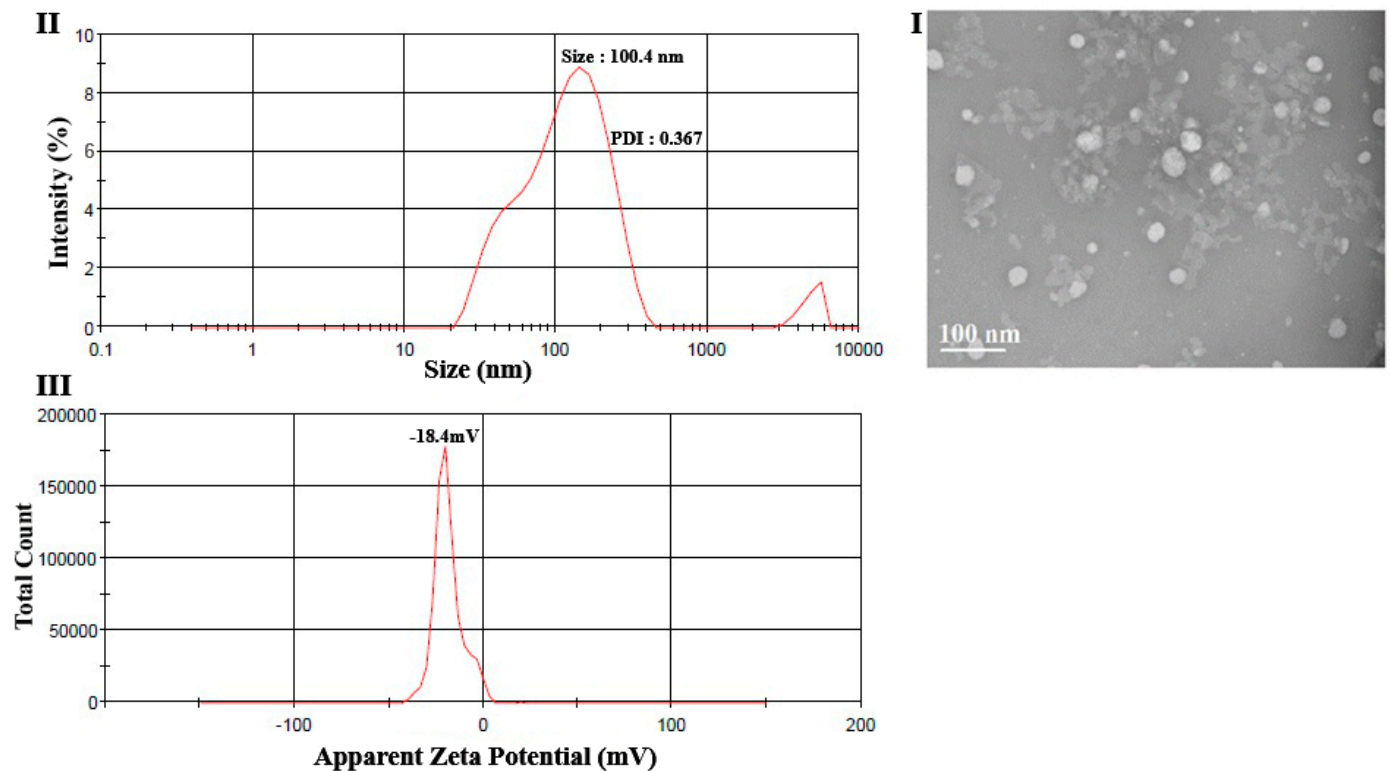 II
10
8
6
4
2
0
Intensity (%)
Size : 100.4 nm
PDI : 0.367
0.1 1 10 100 1000 10000
Size (nm)
I
100 nm
III
200000
150000
100000
50000
0
Total Count
-18.4mV
-100 0 100 200
Apparent Zeta Potential (mV)